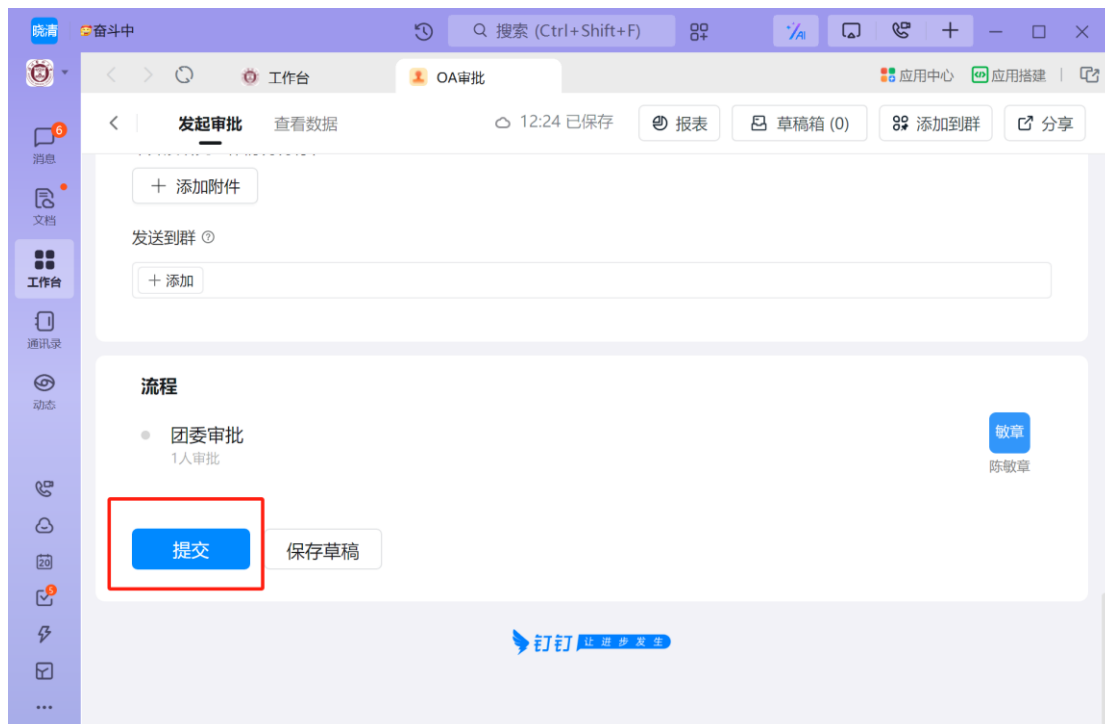 晓清 奋斗中 搜索 (Ctrl+Shift+F) AI
工作台 OA审批 应用中心 应用搭建
发起审批 查看数据 12:24 已保存 报表 草稿箱 (0) 添加到群 分享
6
消息
文档
工作台
通讯录
动态
20
5
添加附件
发送到群
添加
流程
团委审批
1人审批
敏章
陈敏章
提交 保存草稿
钉钉 让进步发生